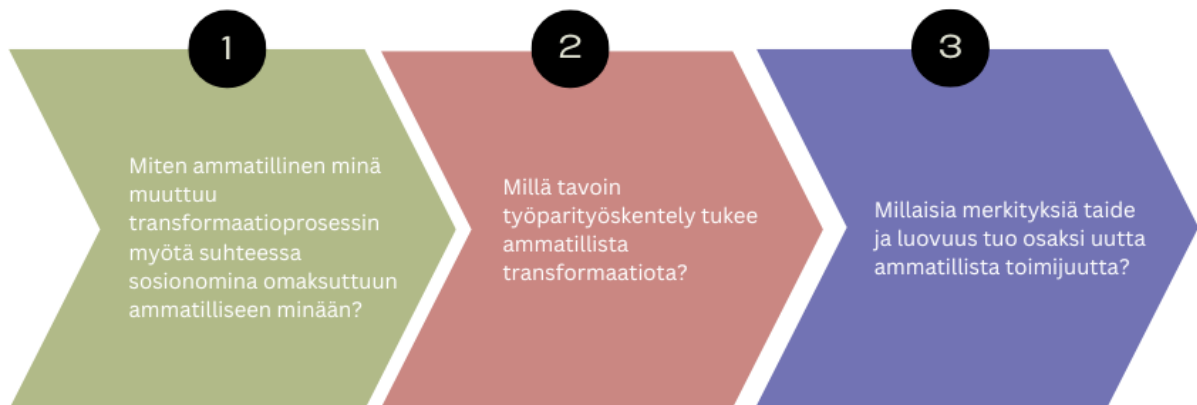 1
Miten ammatillinen minä
muuttuu
transformaatioprosessin
myötä suhteessa
sosionomina omaksuttuun
ammatilliseen minään?
2
Millä tavoin
työparityöskentely tukee
ammatillista
transformaatiota?
3
Millaisia merkityksiä taide
ja luovuus tuo osaksi uutta
ammatillista toimijuutta?